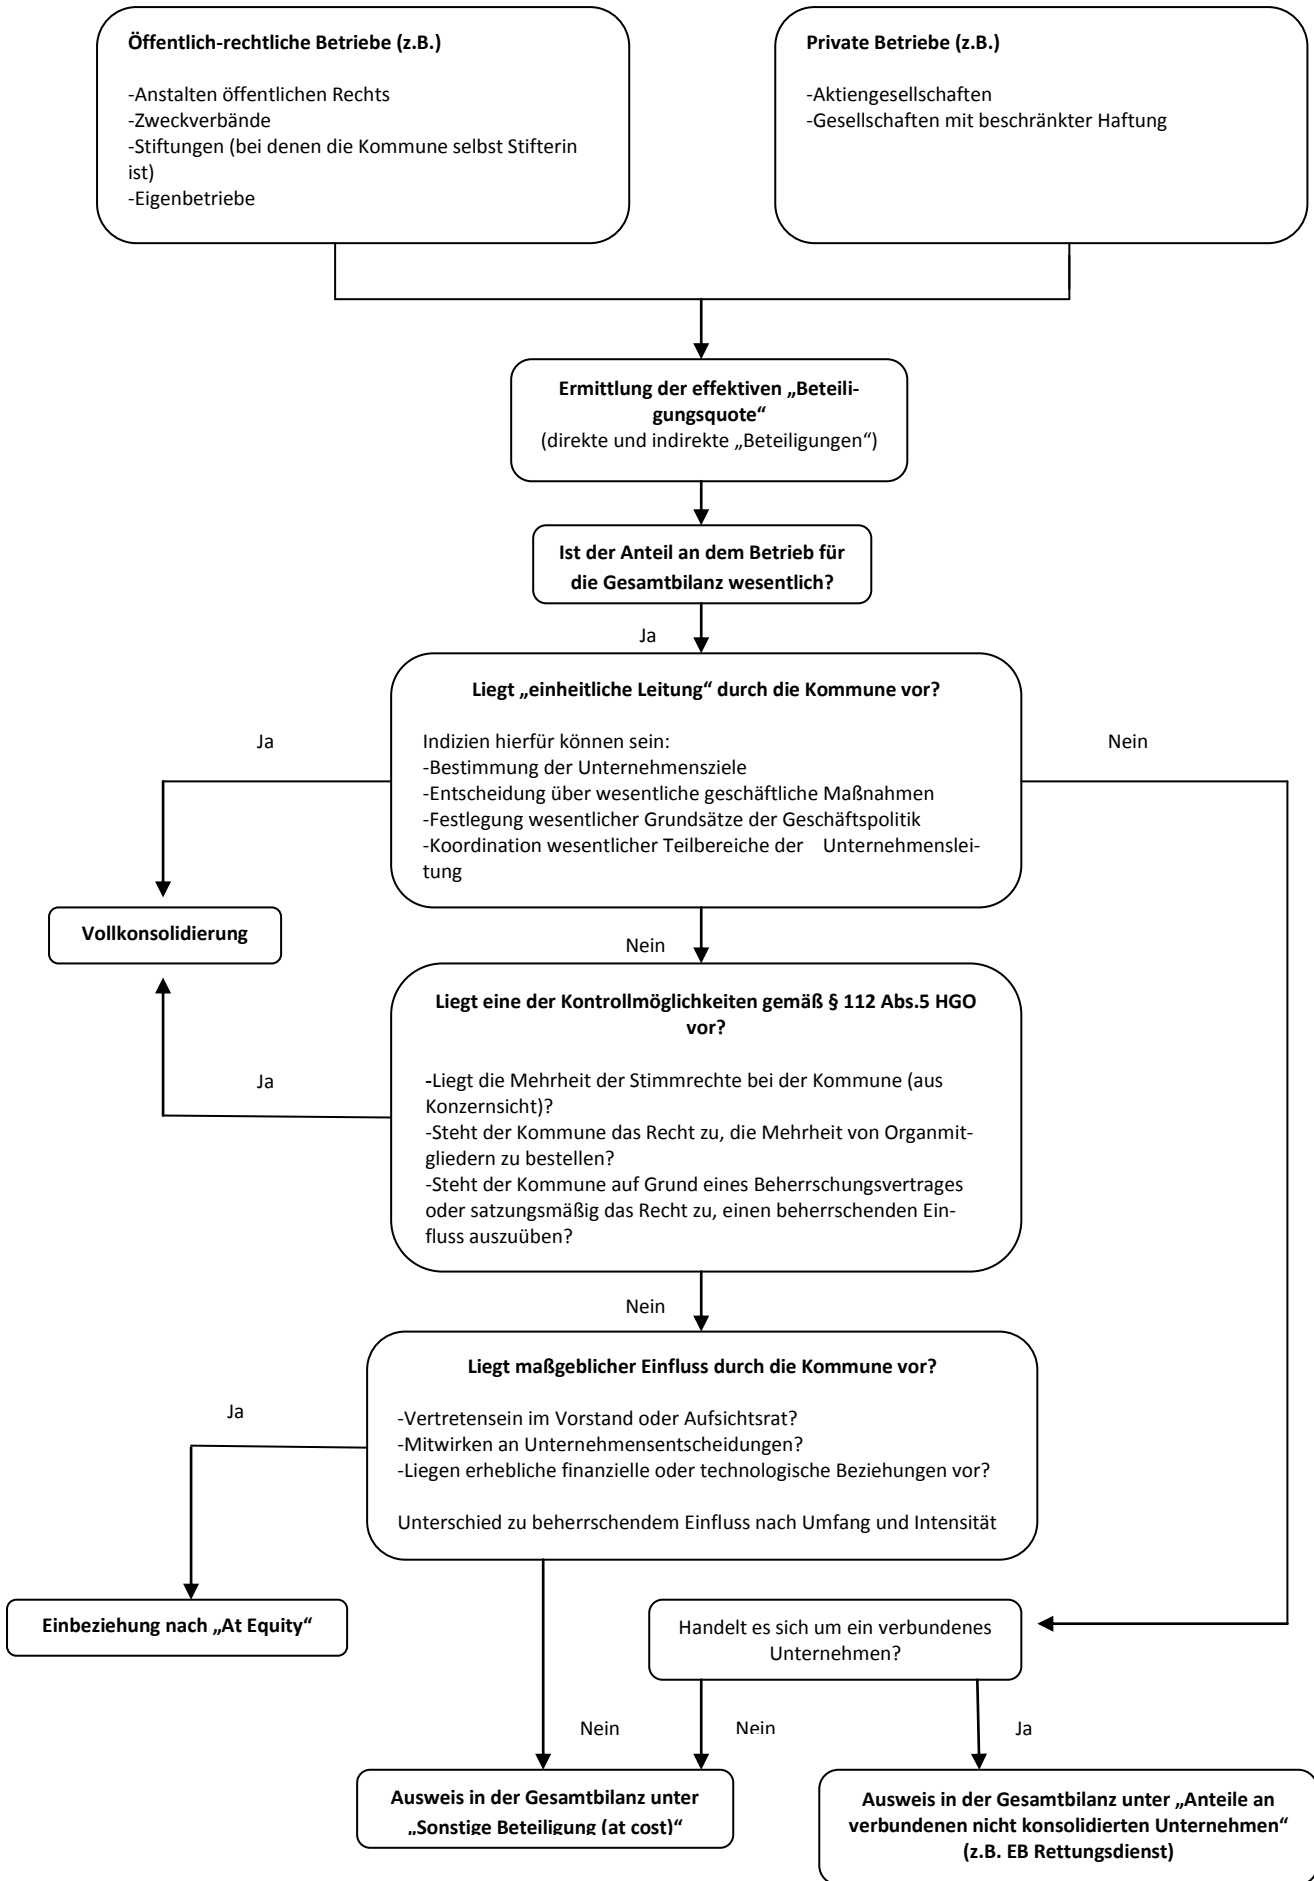 Öffentlich-rechtliche Betriebe (z.B.)
-Anstalten öffentlichen Rechts
-Zweckverbände
-Stiftungen (bei denen die Kommune selbst Stifterin
ist)
-Eigenbetriebe
Private Betriebe (z.B.)
-Aktiengesellschaften
-Gesellschaften mit beschränkter Haftung
Ermittlung der effektiven „Beteili-
gungsquote“
(direkte und indirekte „Beteiligungen“)
Ist der Anteil an dem Betrieb für
die Gesamtbilanz wesentlich?
Ja
Liegt „einheitliche Leitung“ durch die Kommune vor?
Indizien hierfür können sein:
-Bestimmung der Unternehmensziele
-Entscheidung über wesentliche geschäftliche Maßnahmen
-Festlegung wesentlicher Grundsätze der Geschäftspolitik
-Koordination wesentlicher Teilbereiche der Unternehmenslei-
tung
Ja
Nein
Vollkonsolidierung
Nein
Liegt eine der Kontrollmöglichkeiten gemäß § 112 Abs.5 HGO
vor?
-Liegt die Mehrheit der Stimmrechte bei der Kommune (aus
Konzernsicht)?
-Steht der Kommune das Recht zu, die Mehrheit von Organmit-
gliedern zu bestellen?
-Steht der Kommune auf Grund eines Beherrschungsvertrages
oder satzungsmäßig das Recht zu, einen beherrschenden Ein-
fluss auszuüben?
Ja
Nein
Liegt maßgeblicher Einfluss durch die Kommune vor?
-Vertretensein im Vorstand oder Aufsichtsrat?
-Mitwirken an Unternehmensentscheidungen?
-Liegen erhebliche finanzielle oder technologische Beziehungen vor?
Unterschied zu beherrschendem Einfluss nach Umfang und Intensität
Ja
Einbeziehung nach „At Equity“
Handelt es sich um ein verbundenes
Unternehmen?
Nein
Nein
Ja
Ausweis in der Gesamtbilanz unter
„Sonstige Beteiligung (at cost)“
Ausweis in der Gesamtbilanz unter „Anteile an
verbundenen nicht konsolidierten Unternehmen“
(z.B. EB Rettungsdienst)